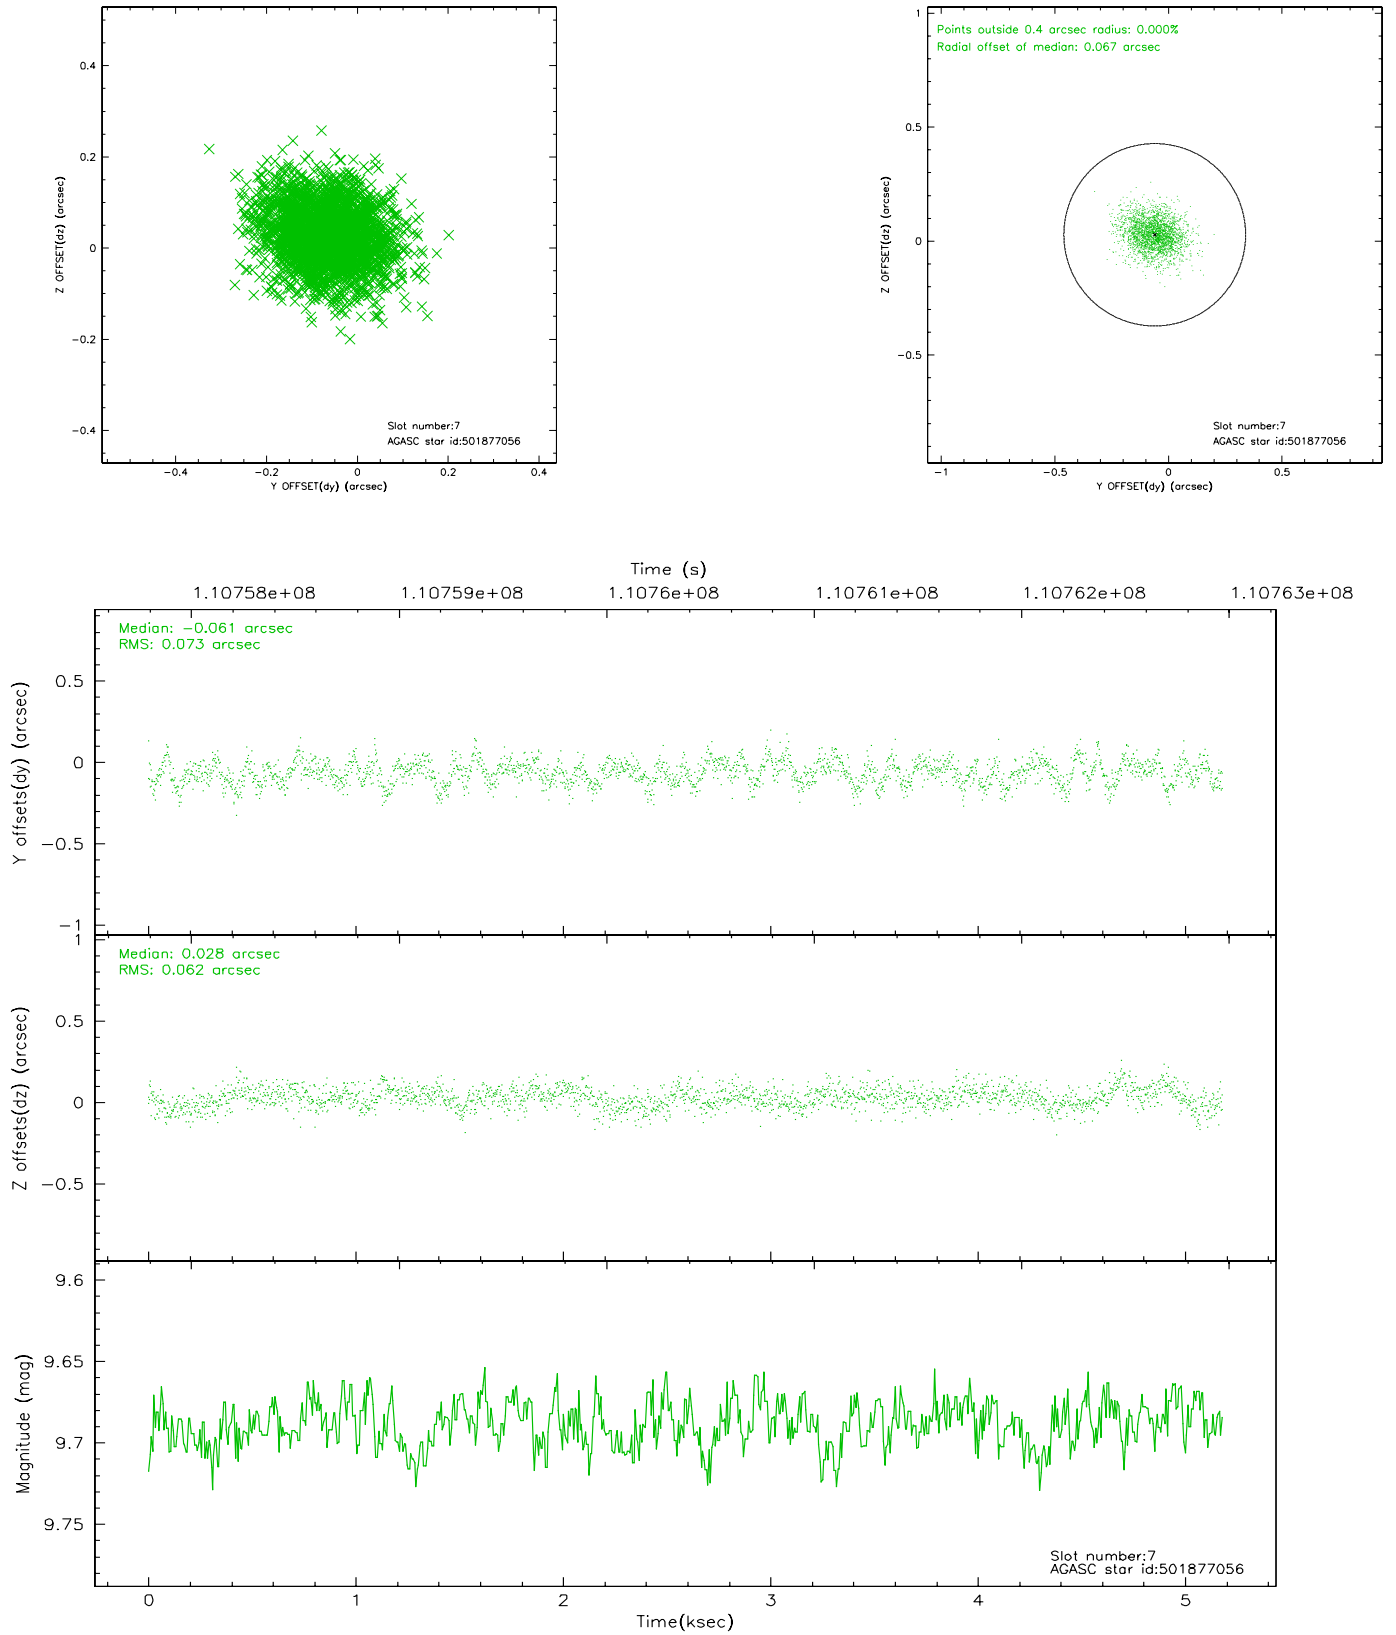 0.4
0.2
0
−0.2
−0.4
Z OFFSET(dz) (arcsec)
Slot number:7
AGASC star id:501877056
−0.4 −0.2 0 0.2 0.4
Y OFFSET(dy) (arcsec)
Points outside 0.4 arcsec radius: 0.000%
Radial offset of median: 0.067 arcsec
1
0.5
0
−0.5
Z OFFSET(dz) (arcsec)
Slot number:7
AGASC star id:501877056
−1 −0.5 0 0.5
Y OFFSET(dy) (arcsec)
Time (s)
1.10758e+08 1.10759e+08 1.1076e+08 1.10761e+08 1.10762e+08 1.10763e+08
Median: −0.061 arcsec
RMS: 0.073 arcsec
0.5
0
−0.5
−1
Y offsets(dy) (arcsec)
Median: 0.028 arcsec
RMS: 0.062 arcsec
1
0.5
0
−0.5
Z offsets(dz) (arcsec)
9.6
9.65
9.7
9.75
Magnitude (mag)
Slot number:7
AGASC star id:501877056
0 1 2 3 4 5
Time(ksec)